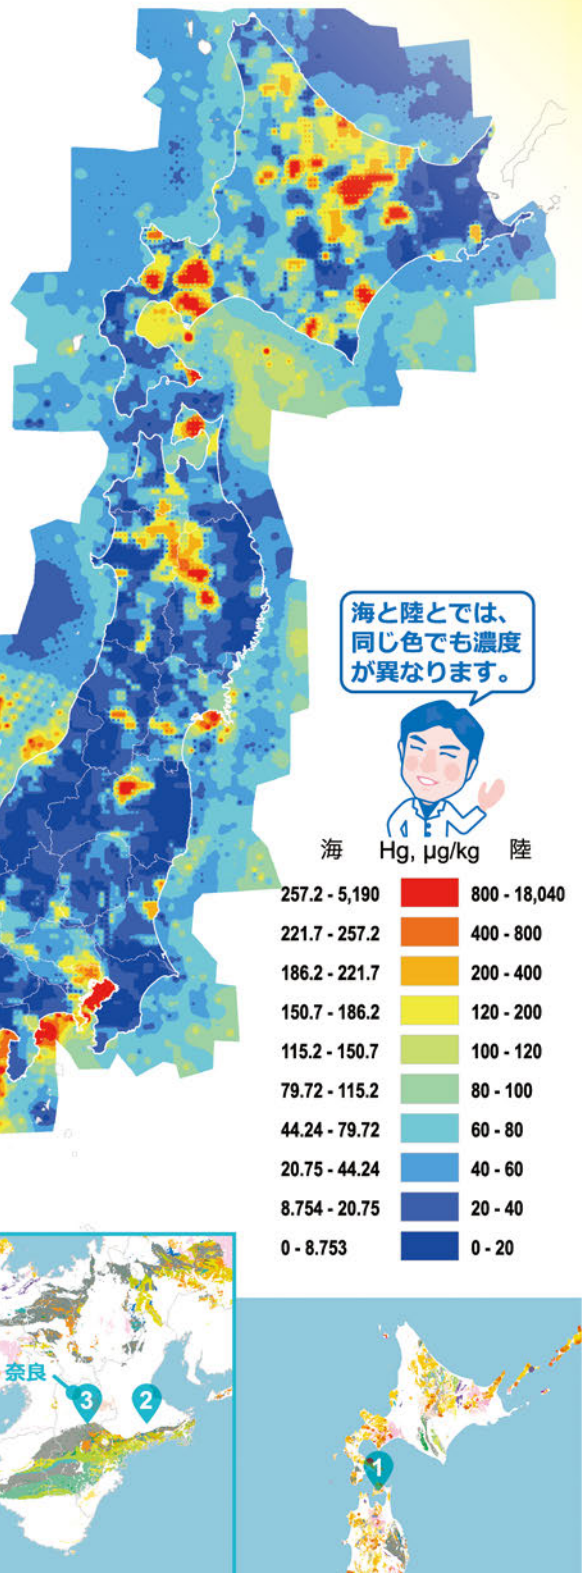 海と陸とでは、
同じ色でも濃度
が異なります。
海 Hg, µg/kg 陸
257.2 - 5,190 800 - 18,040
221.7 - 257.2 400 - 800
186.2 - 221.7 200 - 400
150.7 - 186.2 120 - 200
115.2 - 150.7 100 - 120
79.72 - 115.2 80 - 100
44.24 - 79.72 60 - 80
20.75 - 44.24 40 - 60
8.754 - 20.75 20 - 40
0 - 8.753 0 - 20
奈良
3
2
1